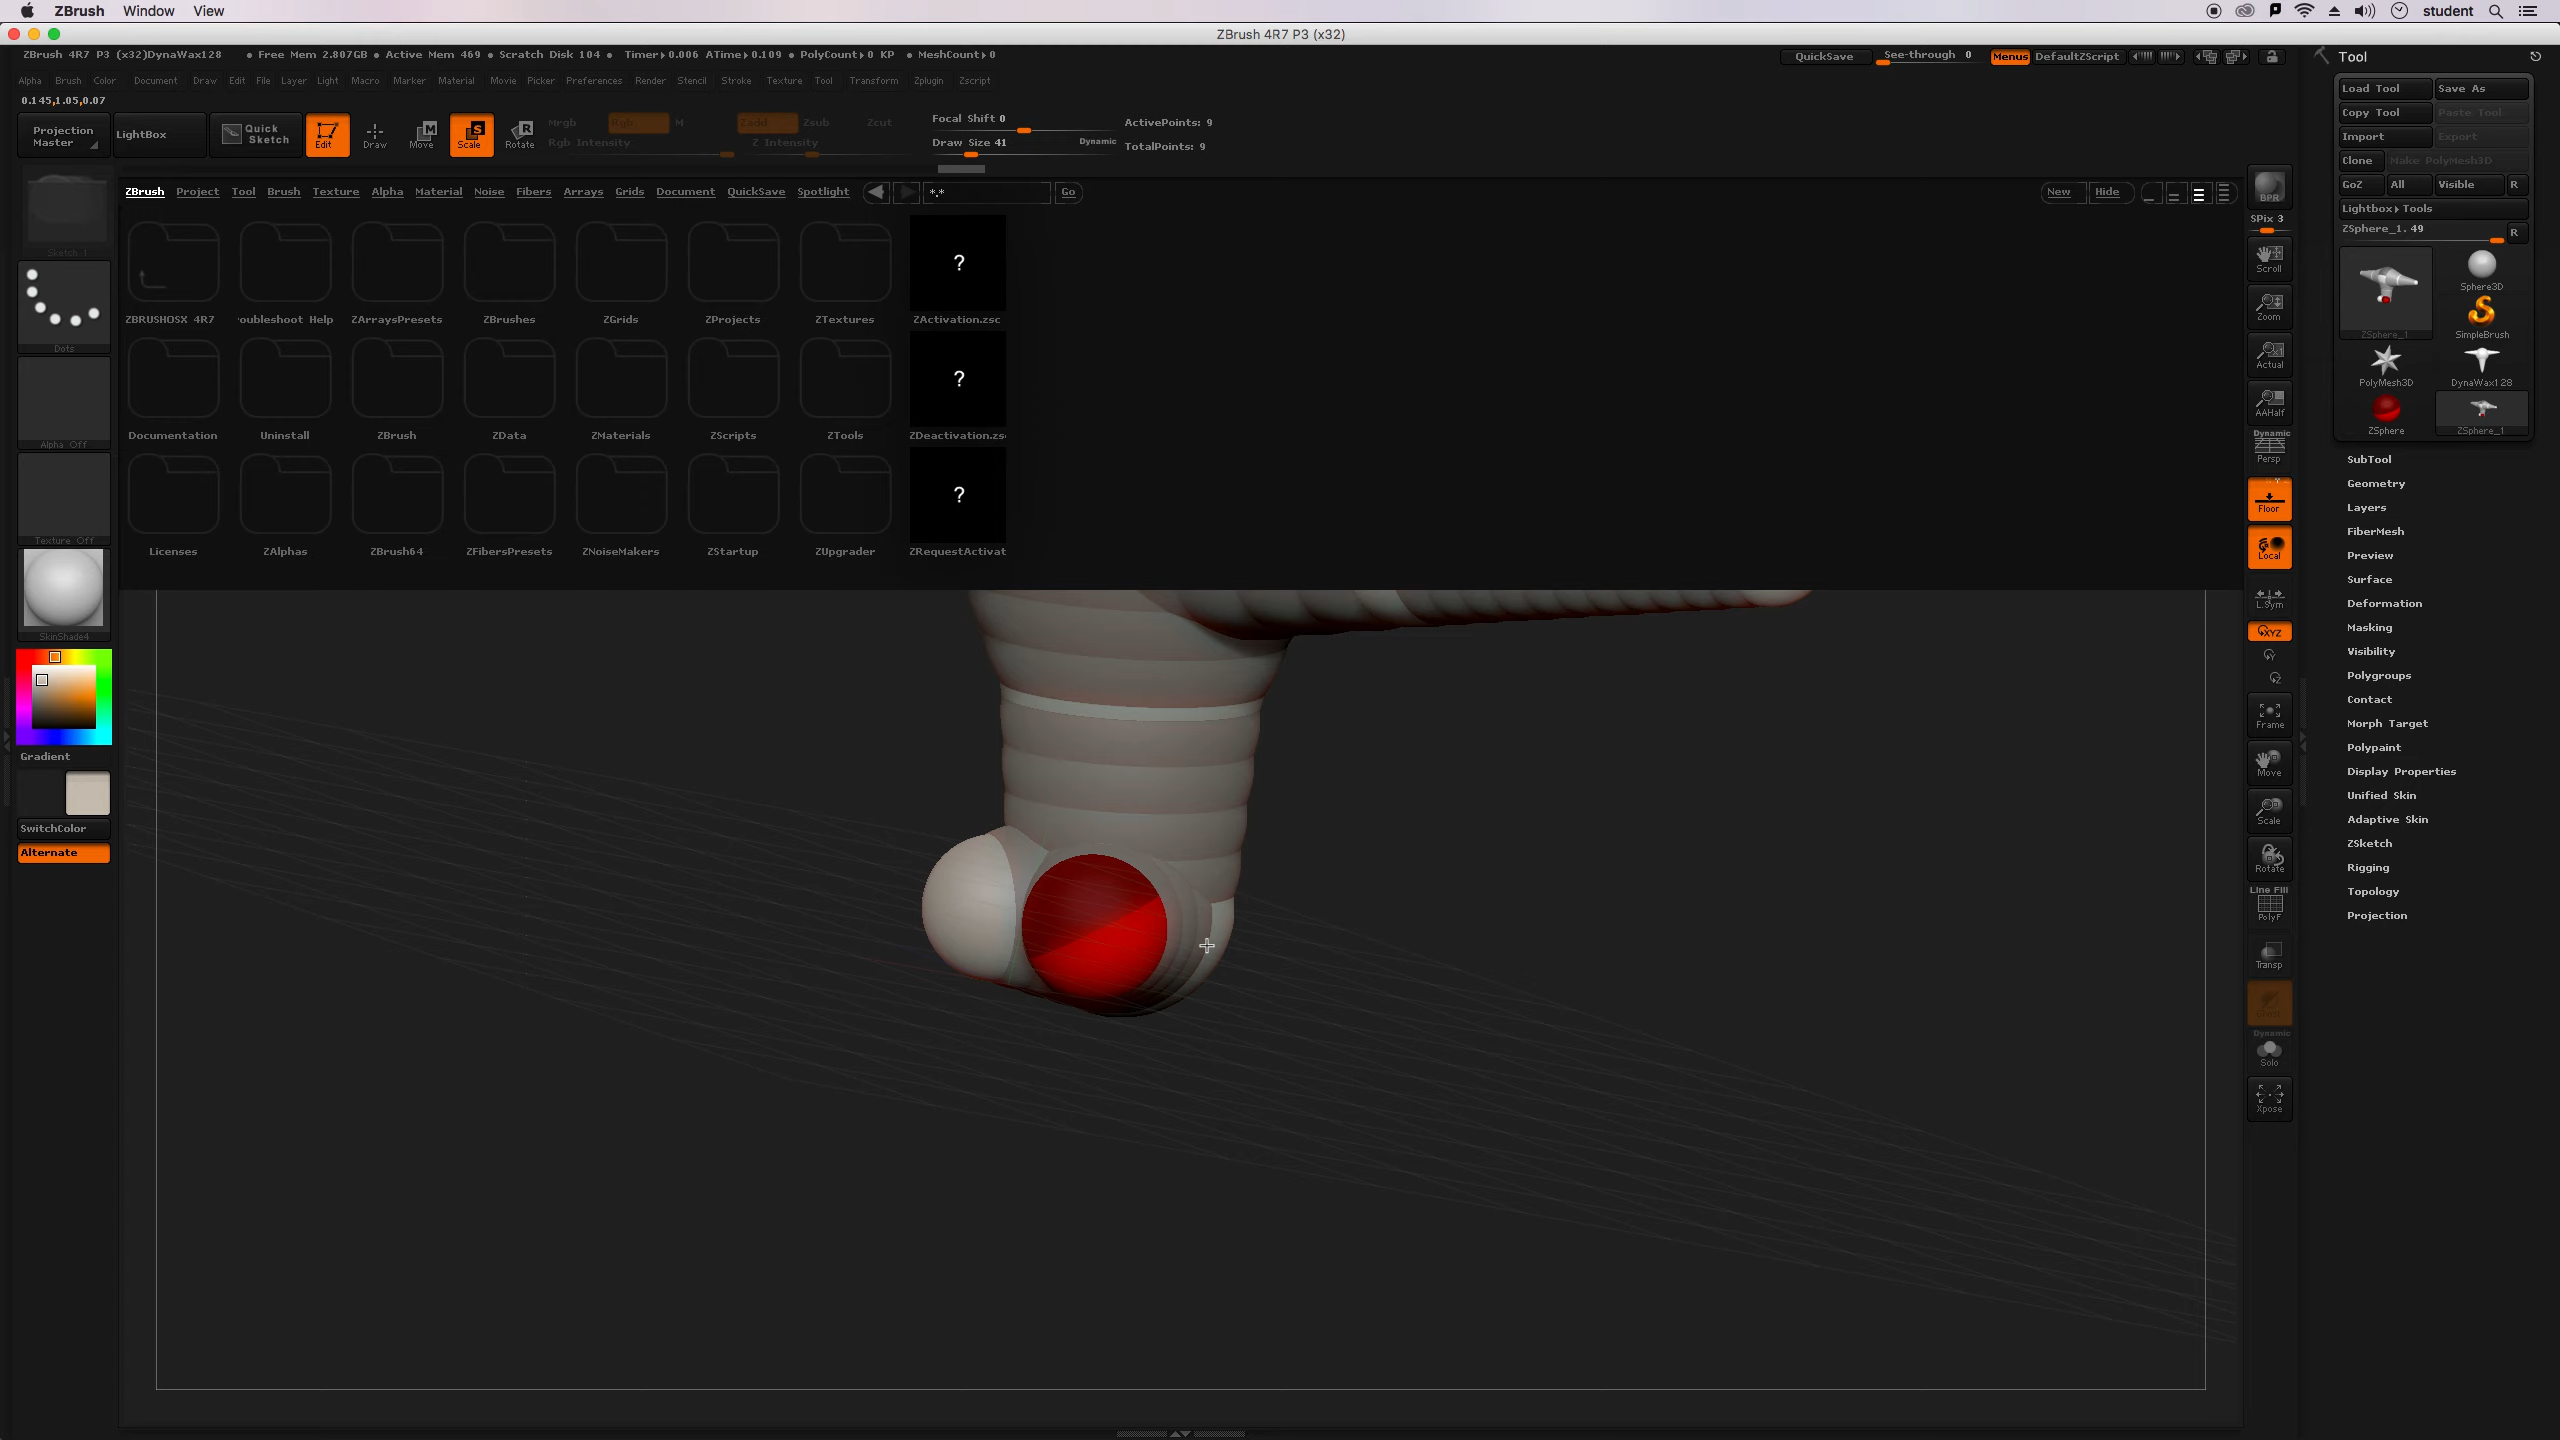 ZBrush Window View student
ZBrush 4R7 P3 (x32)
ZBrush 4R7 P3 (x32)DynaWax128 • Free Mem 2.807GB • Active Mem 469 • Scratch Disk 104 • Timer▸0.006 ATime▸0.109 • PolyCount▸0 KP • MeshCount▸0
QuickSave See-through 0 Menus DefaultZScript
Alpha Brush Color Document Draw Edit File Layer Light Macro Marker Material Movie Picker Preferences Render Stencil Stroke Texture Tool Transform Zplugin Zscript
0.145,1.05,0.07
Projection Master
LightBox
Quick Sketch
Edit
Draw
Move
Scale
Rotate
Mrgb Rgb M
Rgb Intensity
Zadd Zsub Zcut
Z Intensity
Focal Shift 0
Draw Size 41 Dynamic
ActivePoints: 9
TotalPoints: 9
ZBrush Project Tool Brush Texture Alpha Material Noise Fibers Arrays Grids Document QuickSave Spotlight *.* Go New Hide
? 
ZBRUSHOSX 4R7 oubleshoot Help ZArraysPresets ZBrushes ZGrids ZProjects ZTextures ZActivation.zsc
?
Documentation Uninstall ZBrush ZData ZMaterials ZScripts ZTools ZDeactivation.zs
?
Licenses ZAlphas ZBrush64 ZFibersPresets ZNoiseMakers ZStartup ZUpgrader ZRequestActivat
Sketch 1
Dots
Alpha Off
Texture Off
SkinShade4
Gradient
SwitchColor
Alternate
BPR
SPix 3
Scroll
Zoom
Actual
AAHalf
Dynamic
Persp
Floor
Local
L.Sym
XYZ
Y
Z
Frame
Move
Scale
Rotate
Line Fill
PolyF
Transp
Ghost
Dynamic
Solo
Xpose
Tool
Load Tool Save As
Copy Tool Paste Tool
Import Export
Clone Make PolyMesh3D
GoZ All Visible R
Lightbox▸Tools
ZSphere_1. 49 R
Sphere3D
ZSphere_1 SimpleBrush
PolyMesh3D DynaWax128
ZSphere ZSphere_1
SubTool
Geometry
Layers
FiberMesh
Preview
Surface
Deformation
Masking
Visibility
Polygroups
Contact
Morph Target
Polypaint
Display Properties
Unified Skin
Adaptive Skin
ZSketch
Rigging
Topology
Projection